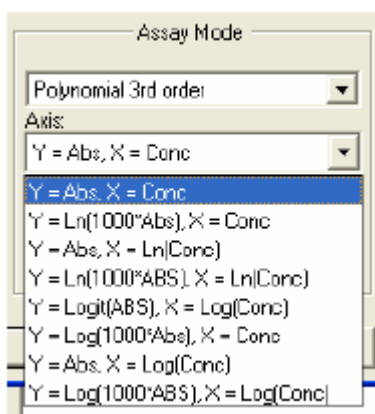 Assay Mode
Polynomial 3rd order
Axis:
Y = Abs, X = Conc
Y = Abs, X = Conc
Y = Ln(1000*Abs), X = Conc
Y = Abs, X = Ln(Conc)
Y = Ln(1000*ABS), X = Ln(Conc)
Y = Logit(ABS), X = Log(Conc)
Y = Log(1000*Abs), X = Conc
Y = Abs, X = Log(Conc)
Y = Log(1000*ABS), X = Log(Conc